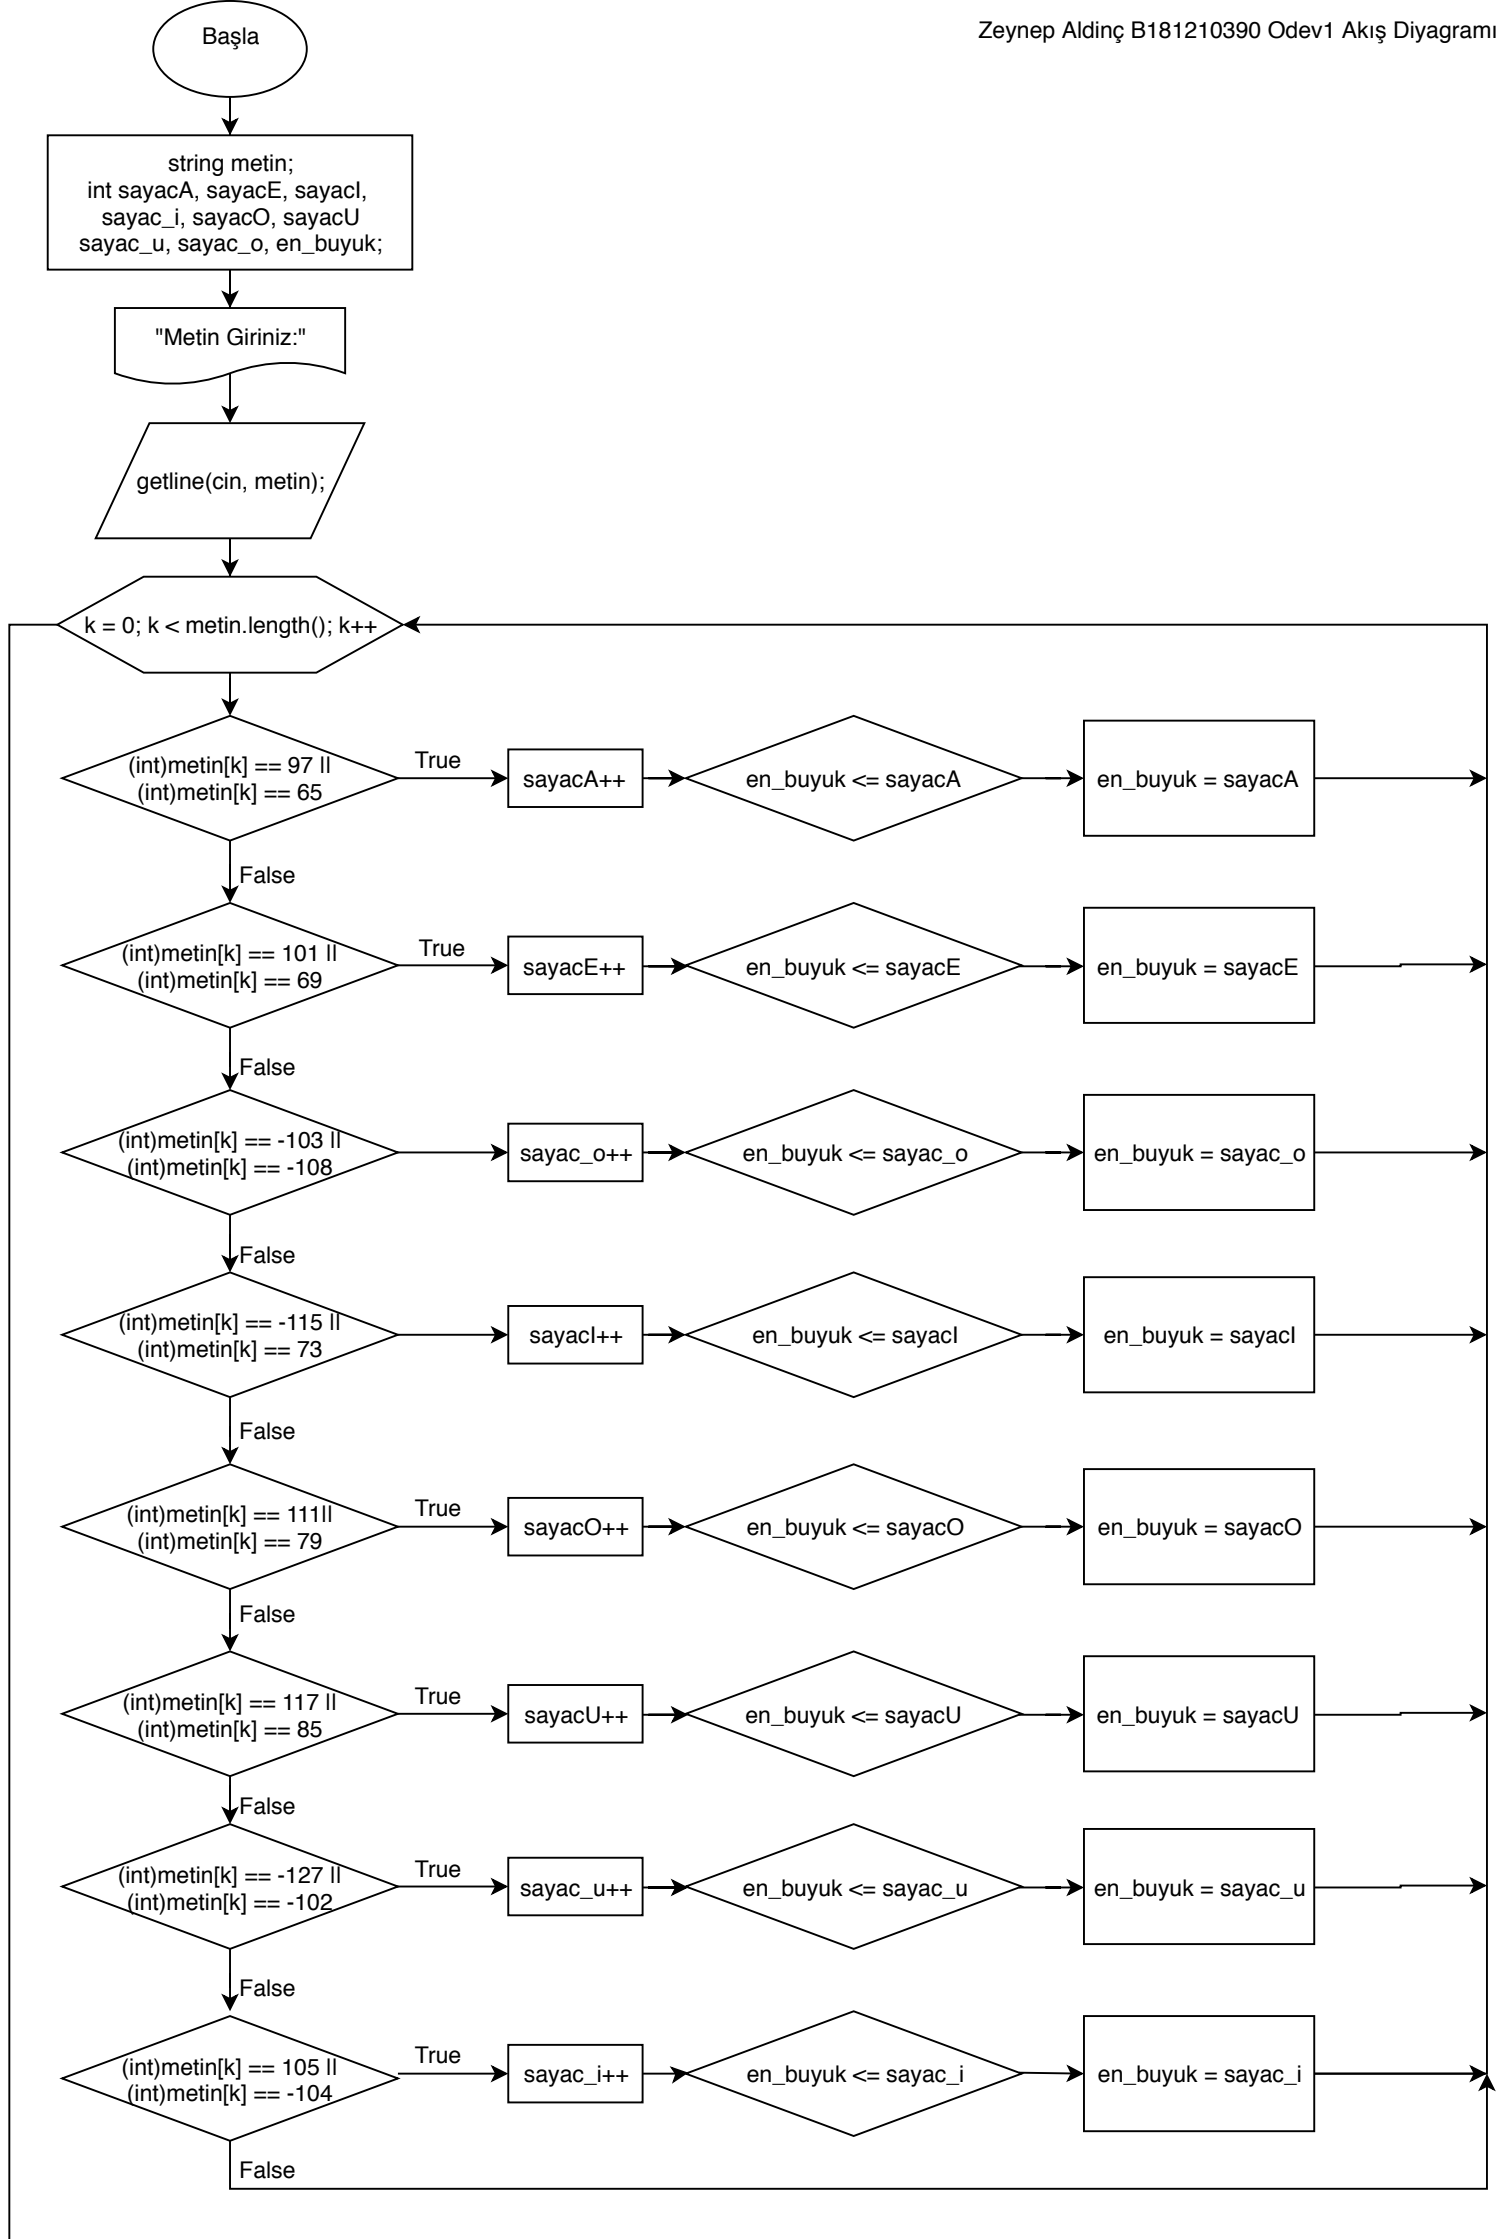 Başla
Zeynep Aldinç B181210390 Odev1 Akış Diyagramı
string metin;
int sayacA, sayacE, sayacI,
sayac_i, sayacO, sayacU
sayac_u, sayac_o, en_buyuk;
"Metin Giriniz:"
getline(cin, metin);
k = 0; k < metin.length(); k++
(int)metin[k] == 97 ||
(int)metin[k] == 65
True
sayacA++
en_buyuk <= sayacA
en_buyuk = sayacA
False
(int)metin[k] == 101 ||
(int)metin[k] == 69
True
sayacE++
en_buyuk <= sayacE
en_buyuk = sayacE
False
(int)metin[k] == -103 ||
(int)metin[k] == -108
sayac_o++
en_buyuk <= sayac_o
en_buyuk = sayac_o
False
(int)metin[k] == -115 ||
(int)metin[k] == 73
sayacI++
en_buyuk <= sayacI
en_buyuk = sayacI
False
(int)metin[k] == 111||
(int)metin[k] == 79
True
sayacO++
en_buyuk <= sayacO
en_buyuk = sayacO
False
(int)metin[k] == 117 ||
(int)metin[k] == 85
True
sayacU++
en_buyuk <= sayacU
en_buyuk = sayacU
False
(int)metin[k] == -127 ||
(int)metin[k] == -102
True
sayac_u++
en_buyuk <= sayac_u
en_buyuk = sayac_u
False
(int)metin[k] == 105 ||
(int)metin[k] == -104
True
sayac_i++
en_buyuk <= sayac_i
en_buyuk = sayac_i
False